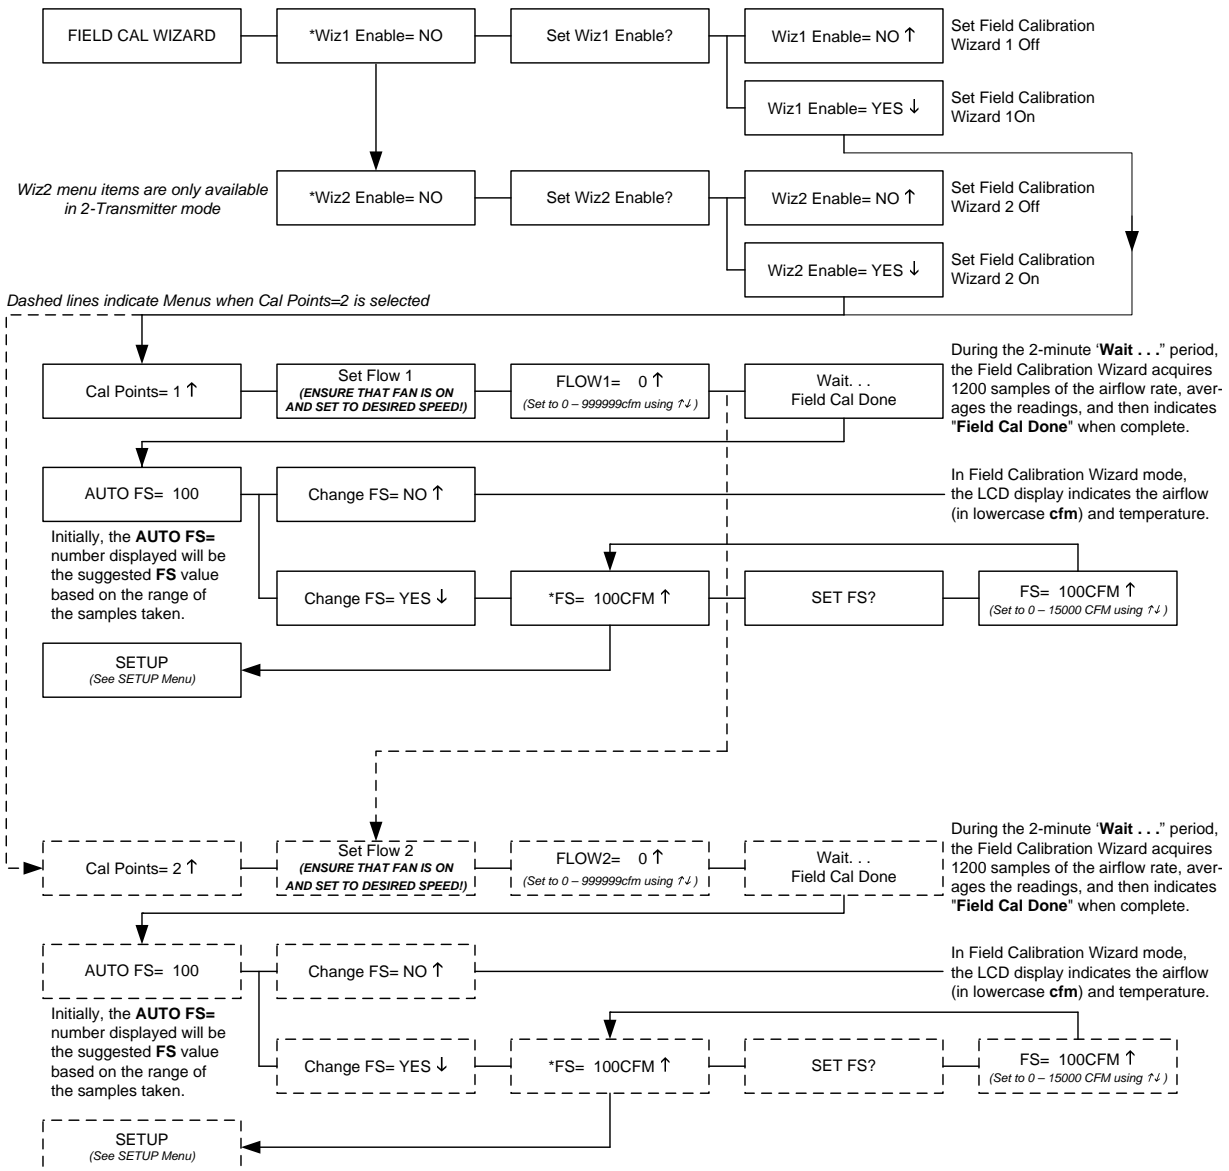 FIELD CAL WIZARD
*Wiz1 Enable= NO
Set Wiz1 Enable?
Wiz1 Enable= NO ↑
Set Field Calibration
Wizard 1 Off
Wiz1 Enable= YES ↓
Set Field Calibration
Wizard 1On
Wiz2 menu items are only available
in 2-Transmitter mode
*Wiz2 Enable= NO
Set Wiz2 Enable?
Wiz2 Enable= NO ↑
Set Field Calibration
Wizard 2 Off
Wiz2 Enable= YES ↓
Set Field Calibration
Wizard 2 On
Dashed lines indicate Menus when Cal Points=2 is selected
Cal Points= 1 ↑
Set Flow 1
(ENSURE THAT FAN IS ON
AND SET TO DESIRED SPEED!)
FLOW1= 0 ↑
(Set to 0 – 999999cfm using ↑↓)
Wait. . .
Field Cal Done
During the 2-minute ‘Wait . . .” period,
the Field Calibration Wizard acquires
1200 samples of the airflow rate, aver-
ages the readings, and then indicates
"Field Cal Done" when complete.
AUTO FS= 100
Change FS= NO ↑
In Field Calibration Wizard mode,
the LCD display indicates the airflow
(in lowercase cfm) and temperature.
Initially, the AUTO FS=
number displayed will be
the suggested FS value
based on the range of
the samples taken.
Change FS= YES ↓
*FS= 100CFM ↑
SET FS?
FS= 100CFM ↑
(Set to 0 – 15000 CFM using ↑↓ )
SETUP
(See SETUP Menu)
Cal Points= 2 ↑
Set Flow 2
(ENSURE THAT FAN IS ON
AND SET TO DESIRED SPEED!)
FLOW2= 0 ↑
(Set to 0 – 999999cfm using ↑↓)
Wait. . .
Field Cal Done
During the 2-minute ‘Wait . . .” period,
the Field Calibration Wizard acquires
1200 samples of the airflow rate, aver-
ages the readings, and then indicates
"Field Cal Done" when complete.
AUTO FS= 100
Change FS= NO ↑
In Field Calibration Wizard mode,
the LCD display indicates the airflow
(in lowercase cfm) and temperature.
Initially, the AUTO FS=
number displayed will be
the suggested FS value
based on the range of
the samples taken.
Change FS= YES ↓
*FS= 100CFM ↑
SET FS?
FS= 100CFM ↑
(Set to 0 – 15000 CFM using ↑↓ )
SETUP
(See SETUP Menu)